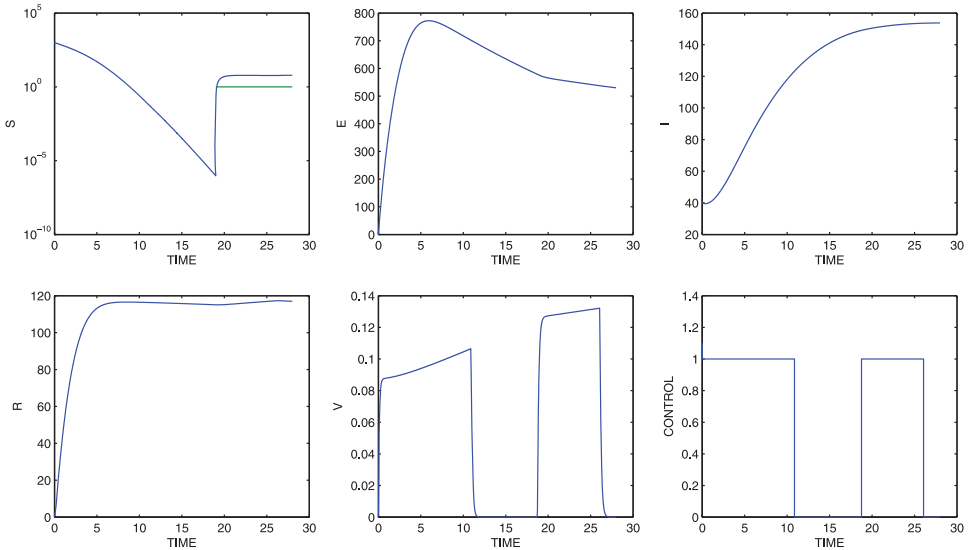 10^5
10^0
10^-5
10^-10
S
0 5 10 15 20 25 30
TIME
800
700
600
500
400
300
200
100
0
E
0 5 10 15 20 25 30
TIME
160
140
120
100
80
60
40
20
I
0 5 10 15 20 25 30
TIME
120
100
80
60
40
20
0
R
0 5 10 15 20 25 30
TIME
0.14
0.12
0.1
0.08
0.06
0.04
0.02
0
V
0 5 10 15 20 25 30
TIME
1.4
1.2
1
0.8
0.6
0.4
0.2
0
CONTROL
0 5 10 15 20 25 30
TIME